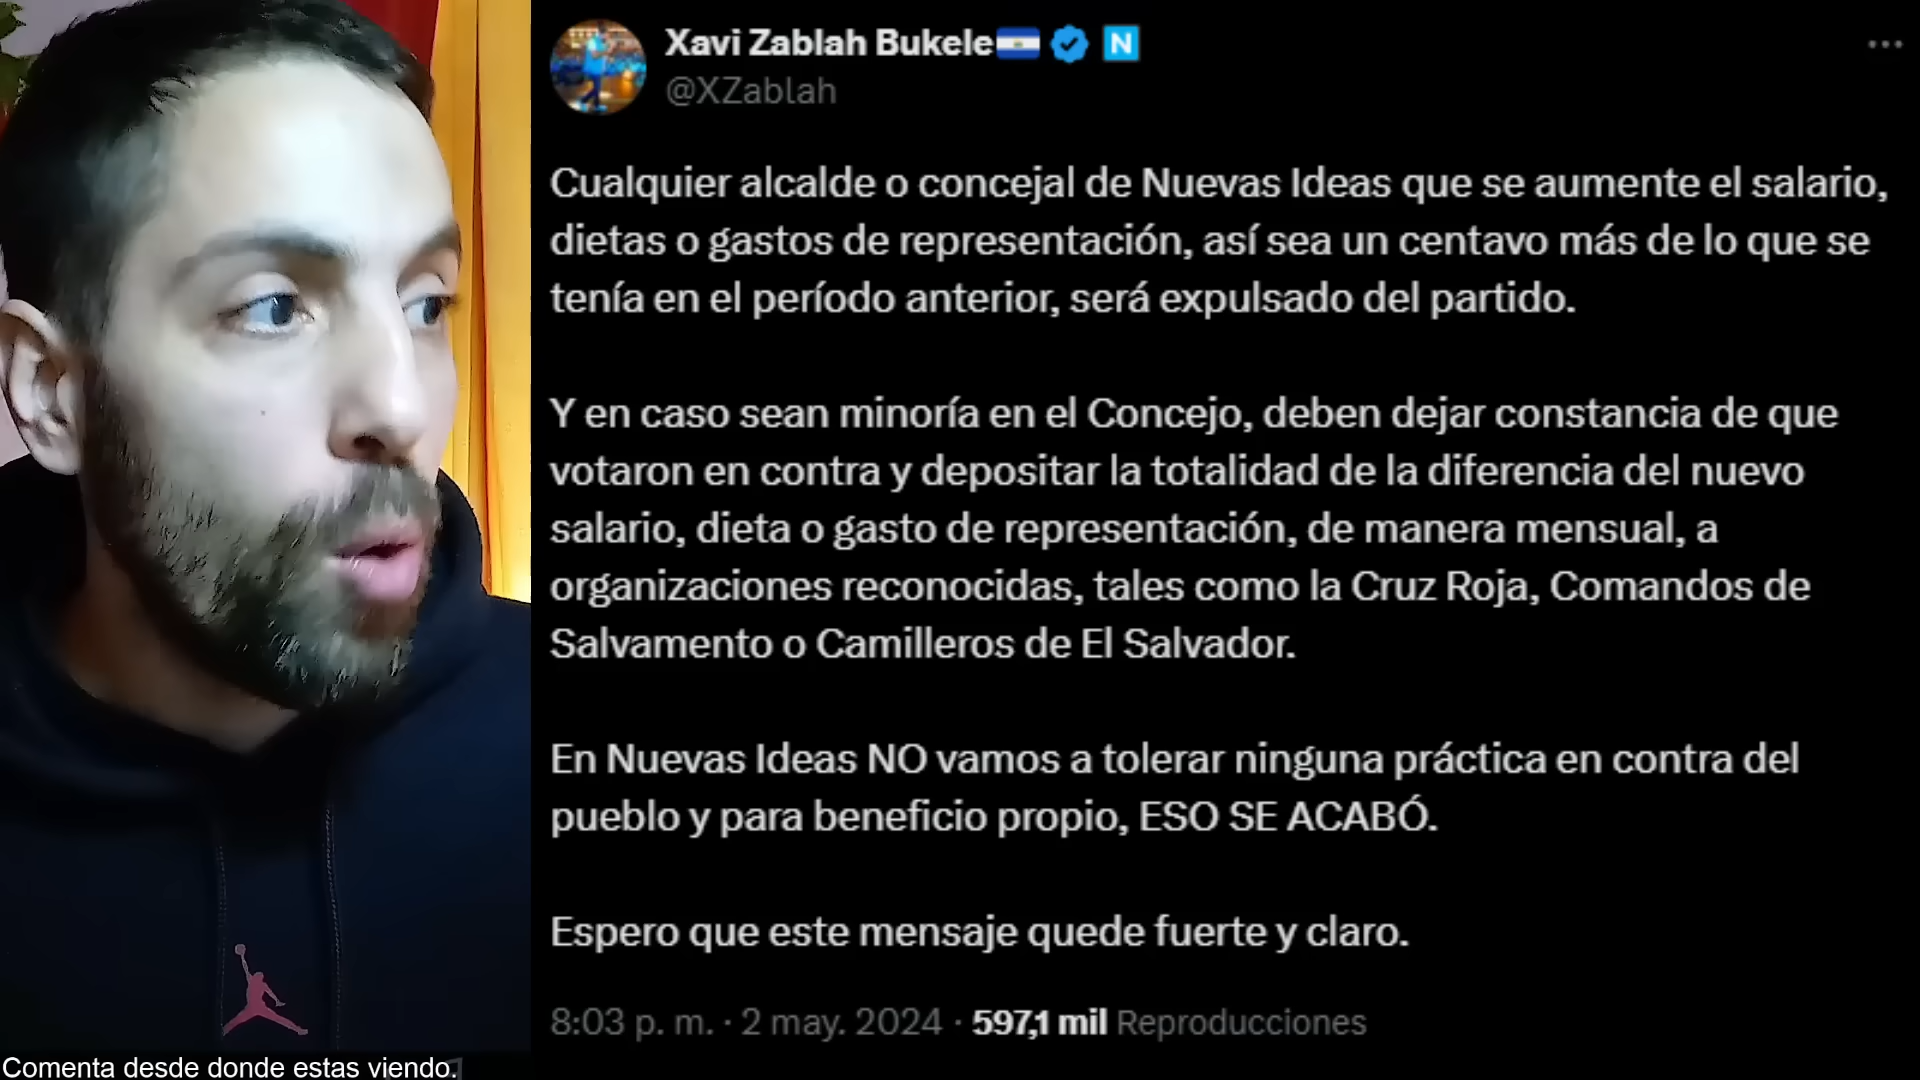 Xavi Zablah Bukele
N
@XZablah
Cualquier alcalde o concejal de Nuevas Ideas que se aumente el salario,
dietas o gastos de representación, así sea un centavo más de lo que se
tenía en el período anterior, será expulsado del partido.
Y en caso sean minoría en el Concejo, deben dejar constancia de que
votaron en contra y depositar la totalidad de la diferencia del nuevo
salario, dieta o gasto de representación, de manera mensual, a
organizaciones reconocidas, tales como la Cruz Roja, Comandos de
Salvamento o Camilleros de El Salvador.
En Nuevas Ideas NO vamos a tolerar ninguna práctica en contra del
pueblo y para beneficio propio, ESO SE ACABÓ.
Espero que este mensaje quede fuerte y claro.
8:03 p. m. · 2 may. 2024 · 597,1 mil Reproducciones
Comenta desde donde estas viendo.